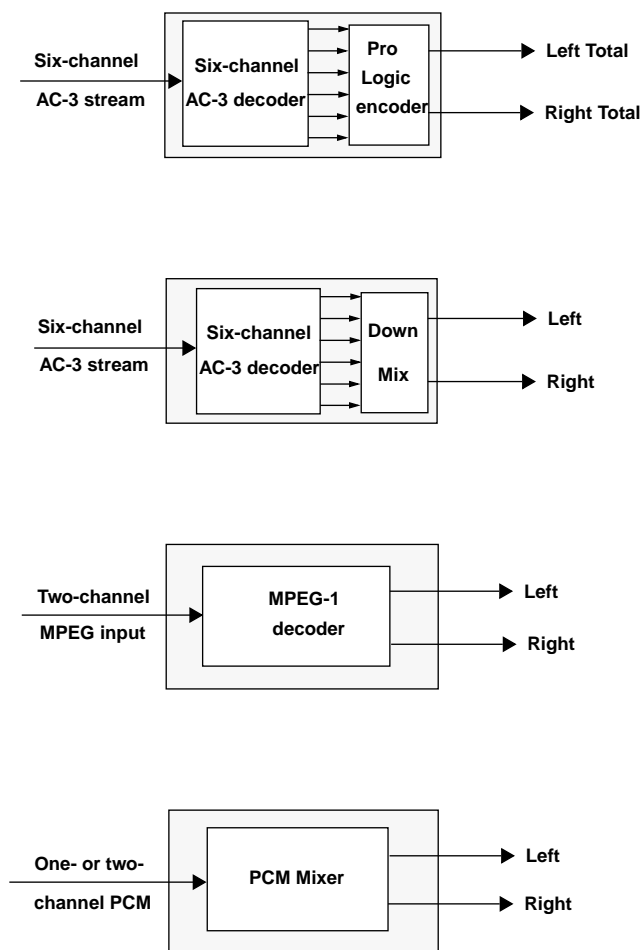 Six-channel
AC-3 stream
Six-channel
AC-3 decoder
Pro
Logic
encoder
Left Total
Right Total
Six-channel
AC-3 stream
Six-channel
AC-3 decoder
Down
Mix
Left
Right
Two-channel
MPEG input
MPEG-1
decoder
Left
Right
One- or two-
channel PCM
PCM Mixer
Left
Right